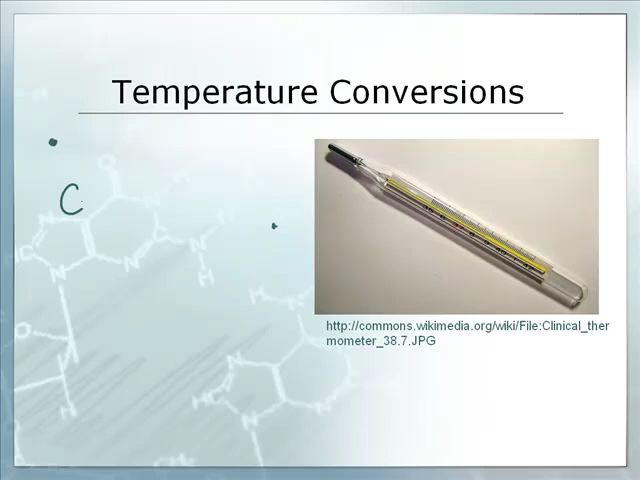 Temperature Conversions
C
http://commons.wikimedia.org/wiki/File:Clinical_ther
mometer_38.7.JPG